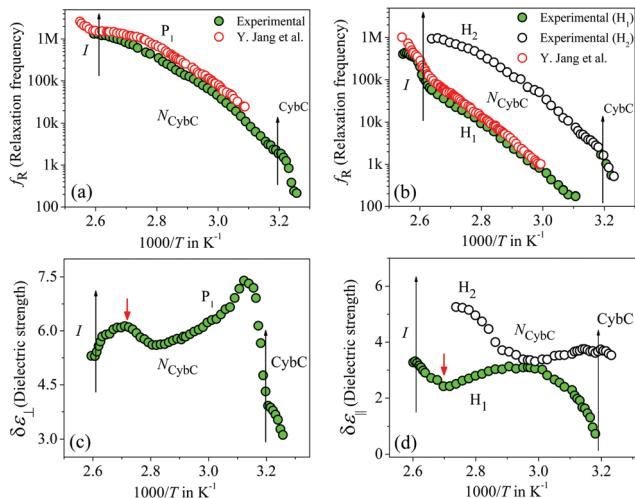 Experimental
Y. Jang et al.
P₁
I
N_CybC
CybC
(a)
f_R (Relaxation frequency)
1M
100k
10k
1k
100
2.6 2.8 3.0 3.2
1000/T in K⁻¹
Experimental (H₁)
Experimental (H₂)
Y. Jang et al.
H₂
I
N_CybC
CybC
H₁
(b)
f_R (Relaxation frequency)
1M
100k
10k
1k
100
2.6 2.8 3.0 3.2
1000/T in K⁻¹
P₁
I
N_CybC
CybC
(c)
δε⊥ (Dielectric strength)
7.5
6.0
4.5
3.0
2.6 2.8 3.0 3.2
1000/T in K⁻¹
H₂
I
N_CybC
CybC
H₁
(d)
δε∥ (Dielectric strength)
6
4
2
0
2.6 2.8 3.0 3.2
1000/T in K⁻¹